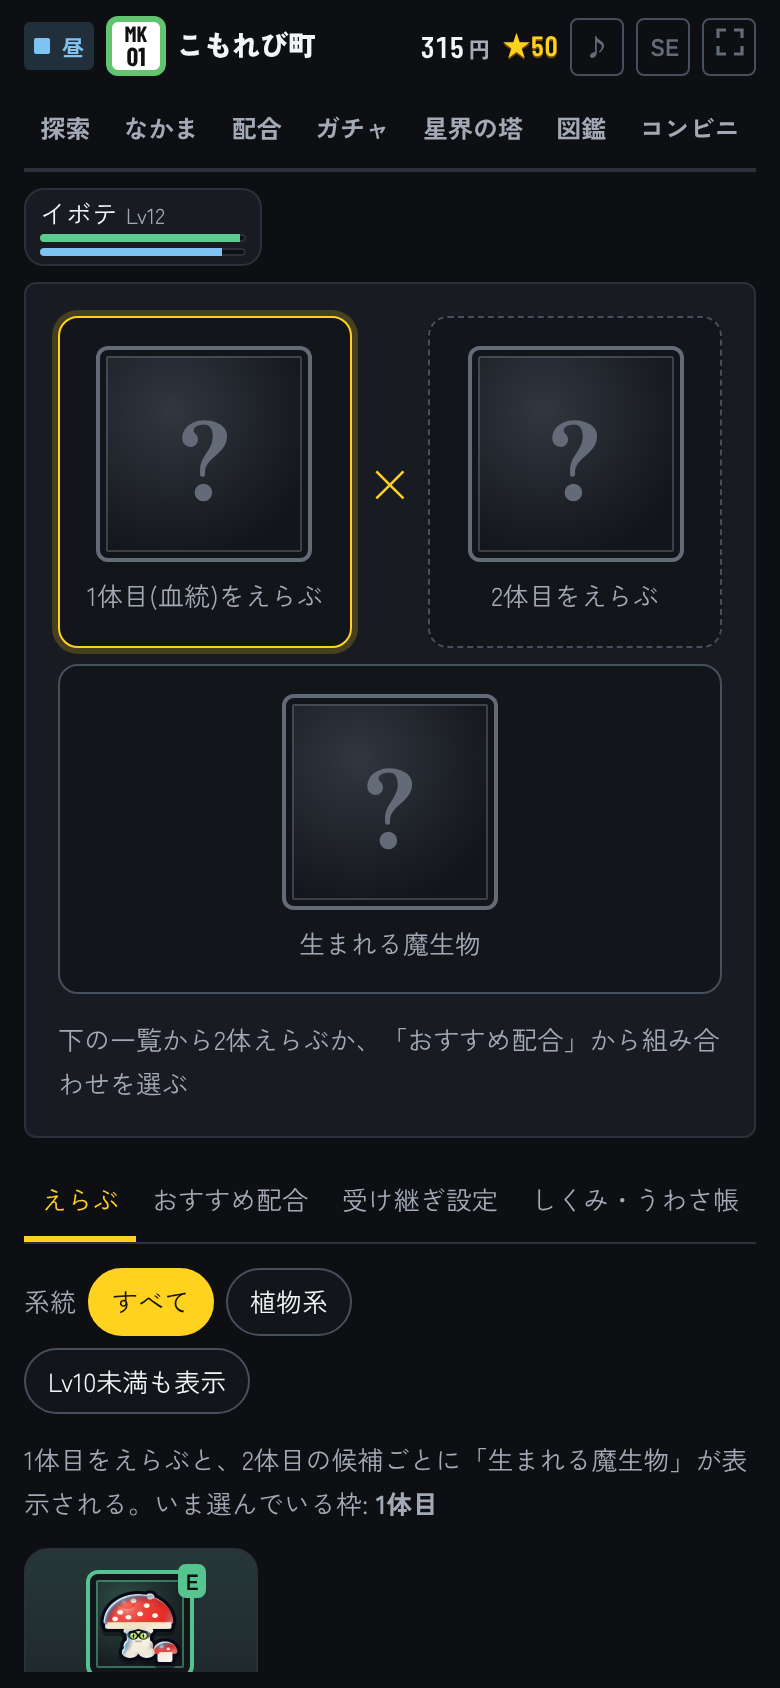 昼 MK 01 こもれび町 315円 ★50 ♪ SE
探索 なかま 配合 ガチャ 星界の塔 図鑑 コンビニ
イボテ Lv12
? × ?
1体目(血統)をえらぶ 2体目をえらぶ
?
生まれる魔生物
下の一覧から2体えらぶか、「おすすめ配合」から組み合
わせを選ぶ
えらぶ おすすめ配合 受け継ぎ設定 しくみ・うわさ帳
系統 すべて 植物系
Lv10未満も表示
1体目をえらぶと、2体目の候補ごとに「生まれる魔生物」が表
示される。いま選んでいる枠: 1体目
E